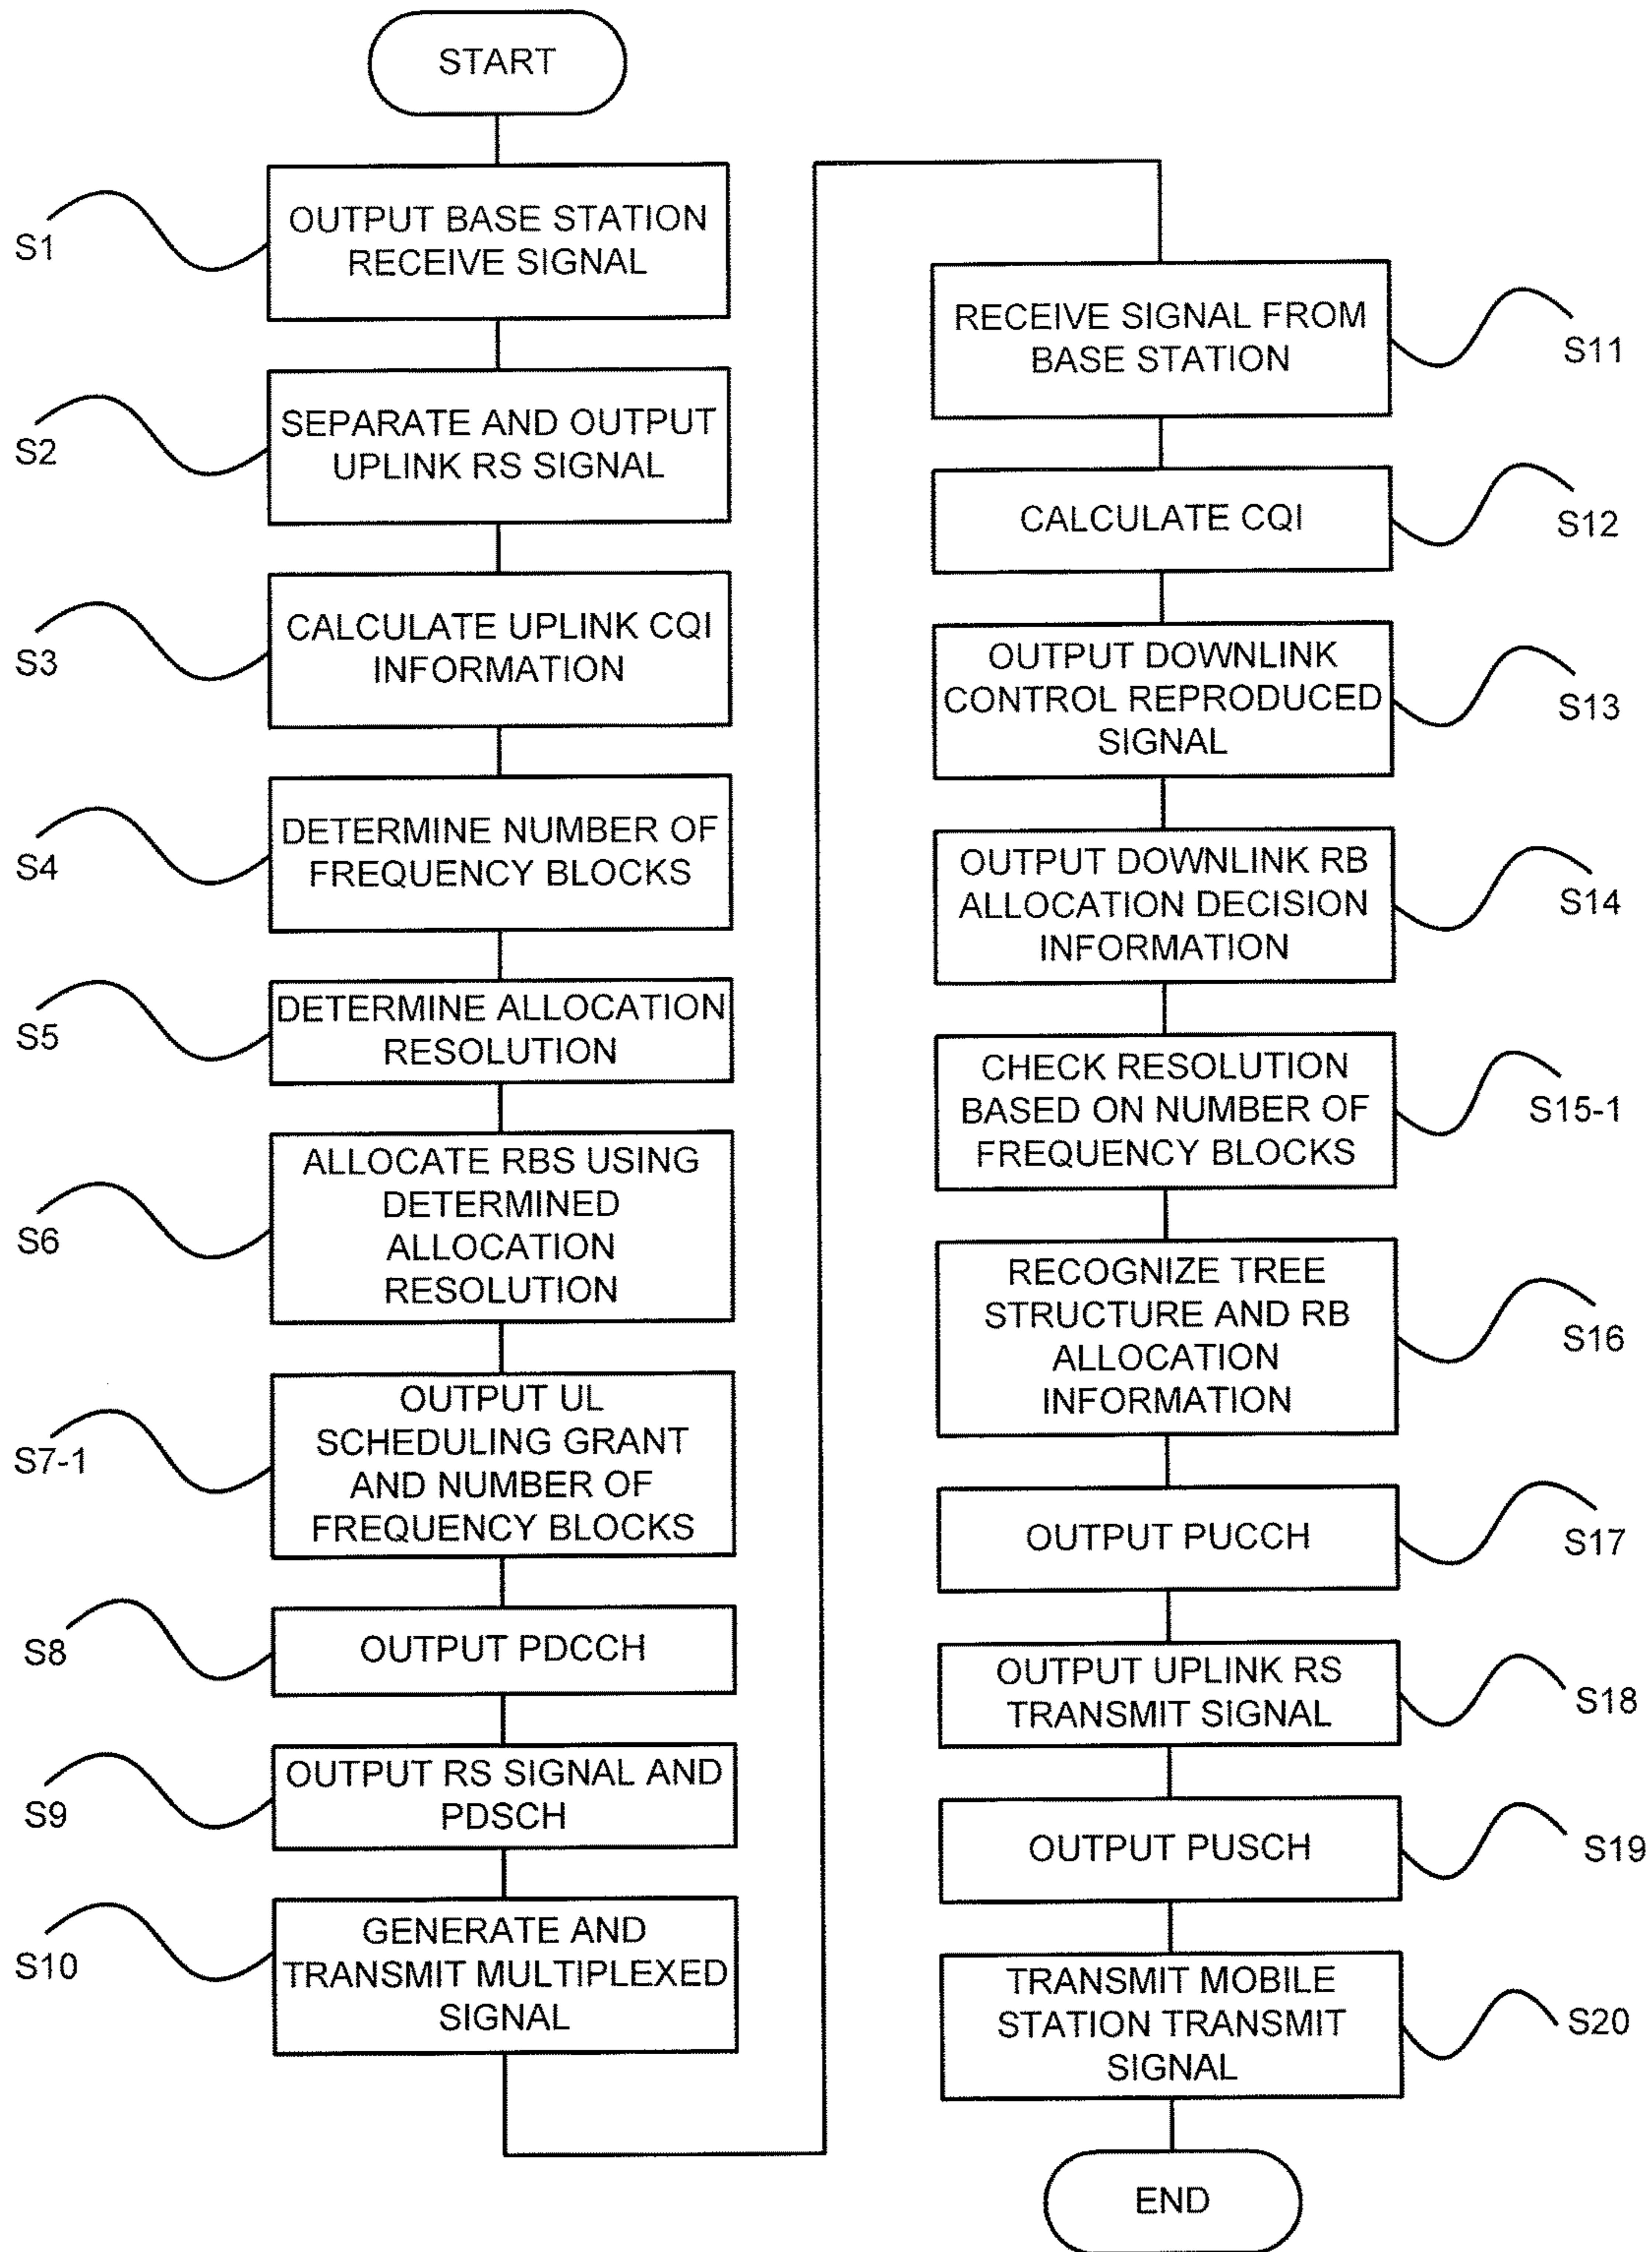 START
S1
OUTPUT BASE STATION
RECEIVE SIGNAL
S2
SEPARATE AND OUTPUT
UPLINK RS SIGNAL
S3
CALCULATE UPLINK CQI
INFORMATION
S4
DETERMINE NUMBER OF
FREQUENCY BLOCKS
S5
DETERMINE ALLOCATION
RESOLUTION
S6
ALLOCATE RBS USING
DETERMINED
ALLOCATION
RESOLUTION
S7-1
OUTPUT UL
SCHEDULING GRANT
AND NUMBER OF
FREQUENCY BLOCKS
S8
OUTPUT PDCCH
S9
OUTPUT RS SIGNAL AND
PDSCH
S10
GENERATE AND
TRANSMIT MULTIPLEXED
SIGNAL
RECEIVE SIGNAL FROM
BASE STATION
S11
CALCULATE CQI
S12
OUTPUT DOWNLINK
CONTROL REPRODUCED
SIGNAL
S13
OUTPUT DOWNLINK RB
ALLOCATION DECISION
INFORMATION
S14
CHECK RESOLUTION
BASED ON NUMBER OF
FREQUENCY BLOCKS
S15-1
RECOGNIZE TREE
STRUCTURE AND RB
ALLOCATION
INFORMATION
S16
OUTPUT PUCCH
S17
OUTPUT UPLINK RS
TRANSMIT SIGNAL
S18
OUTPUT PUSCH
S19
TRANSMIT MOBILE
STATION TRANSMIT
SIGNAL
S20
END